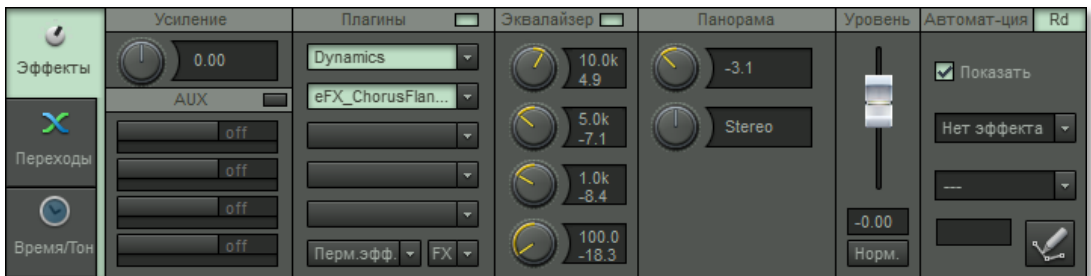 Эффекты
Переходы
Время/Тон
Усиление
0.00
AUX
off
off
off
off
Плагины
Dynamics
eFX_ChorusFlan...
Перм.эфф.
FX
Эквалайзер
10.0k
4.9
5.0k
-7.1
1.0k
-8.4
100.0
-18.3
Панорама
-3.1
Stereo
Уровень
-0.00
Норм.
Автомат-ция
Rd
Показать
Нет эффекта
---